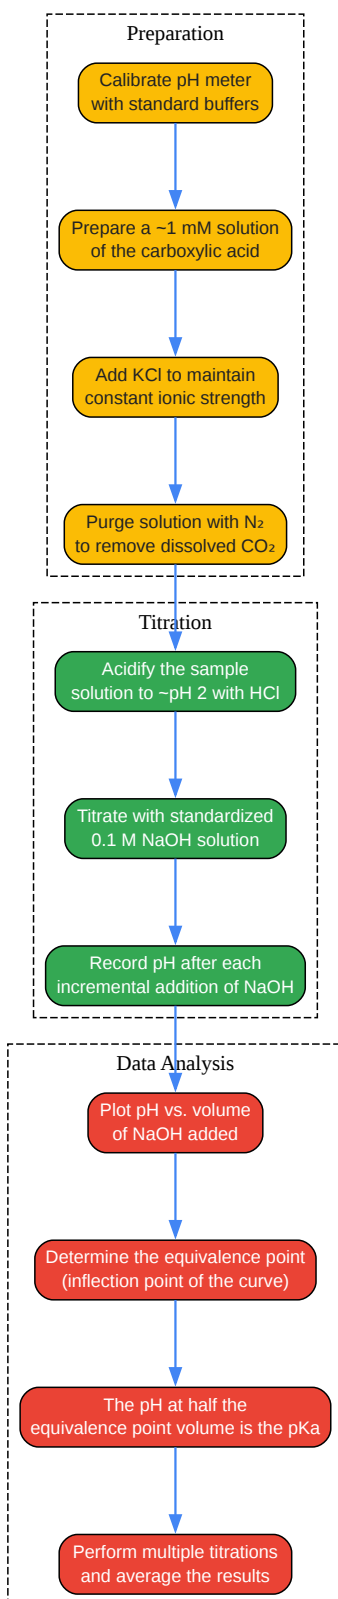 Preparation
Calibrate pH meter
with standard buffers
Prepare a ~1 mM solution
of the carboxylic acid
Add KCl to maintain
constant ionic strength
Purge solution with N₂
to remove dissolved CO₂
Titration
Acidify the sample
solution to ~pH 2 with HCl
Titrate with standardized
0.1 M NaOH solution
Record pH after each
incremental addition of NaOH
Data Analysis
Plot pH vs. volume
of NaOH added
Determine the equivalence point
(inflection point of the curve)
The pH at half the
equivalence point volume is the pKa
Perform multiple titrations
and average the results